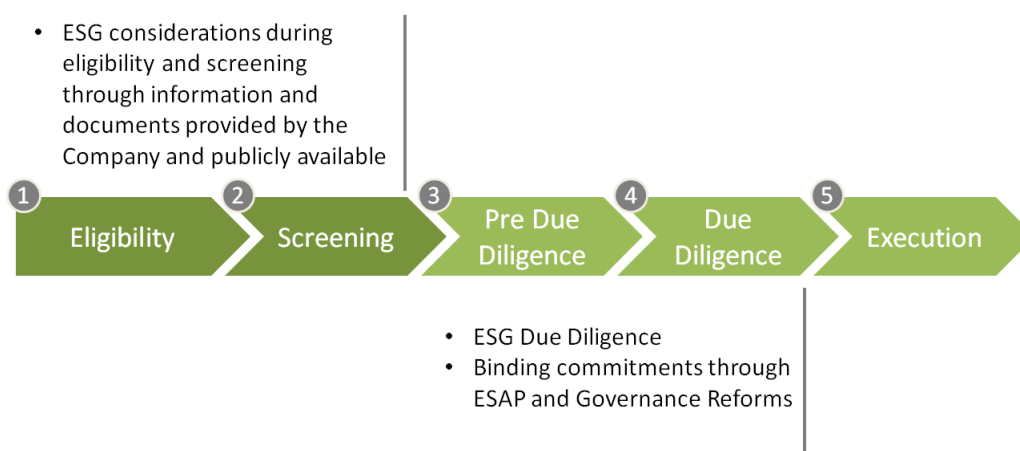 • ESG considerations during
eligibility and screening
through information and
documents provided by the
Company and publicly available
1
Eligibility
2
Screening
3
Pre Due
Diligence
4
Due
Diligence
5
Execution
• ESG Due Diligence
• Binding commitments through
ESAP and Governance Reforms